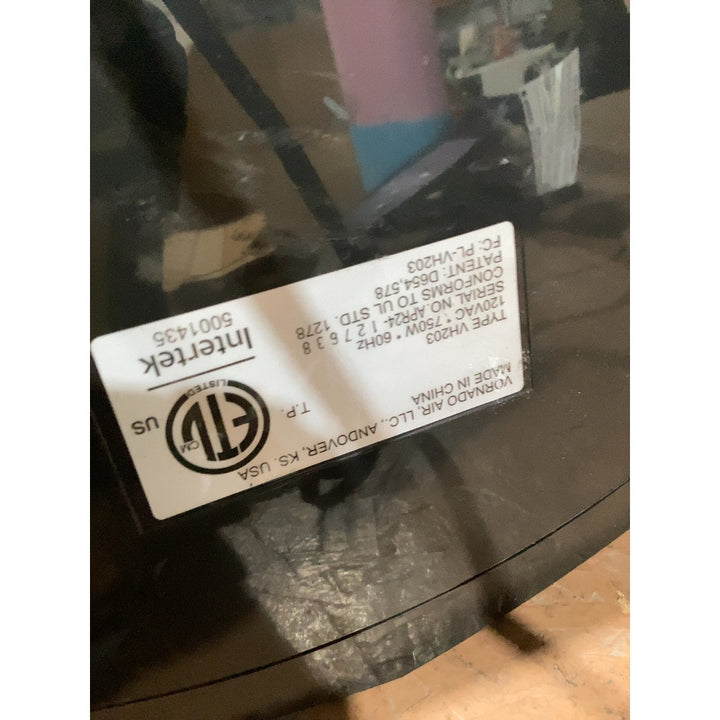 VORNADO AIR, LLC., ANDOVER, KS. USA
MADE IN CHINA
TYPE VH203
120VAC * 750W * 60Hz
SERIAL NO. APR24- 1 2 7 6 3 8
CONFORMS TO UL STD. 1278
PATENT: D654,578
FC: PL-VH203
T.P.
ETL
CM
LISTED
US
Intertek
5001435